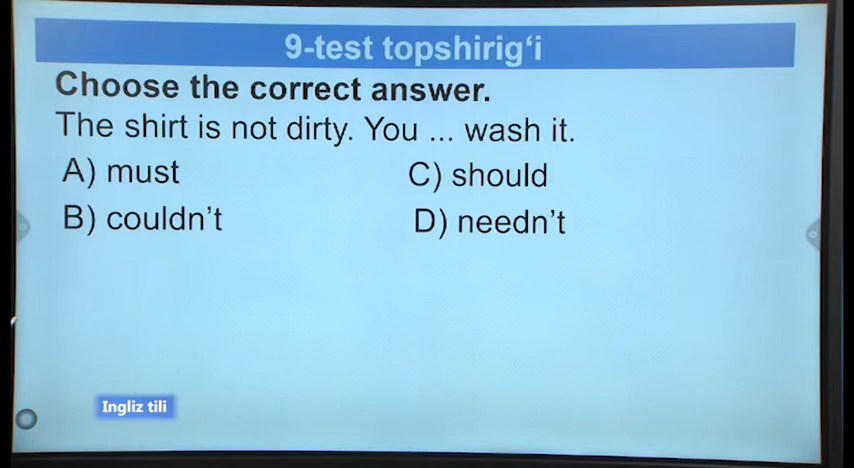 9-test topshirig‘i
Choose the correct answer.
The shirt is not dirty. You ... wash it.
A) must C) should
B) couldn’t D) needn’t
Ingliz tili